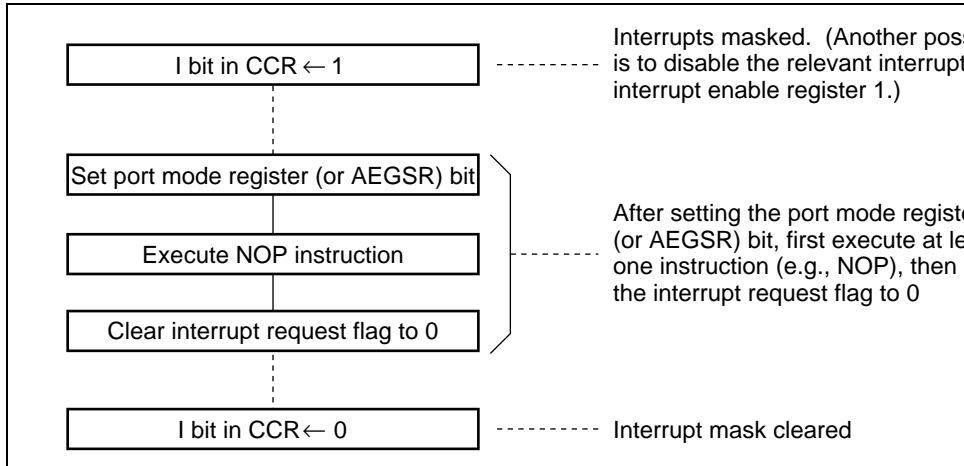 I bit in CCR ← 1
Interrupts masked. (Another
is to disable the relevant interrupt
interrupt enable register 1.)
Set port mode register (or AEGSR) bit
Execute NOP instruction
Clear interrupt request flag to 0
After setting the port mode
(or AEGSR) bit, first execute at
one instruction (e.g., NOP), then
the interrupt request flag to 0
I bit in CCR ← 0
Interrupt mask cleared